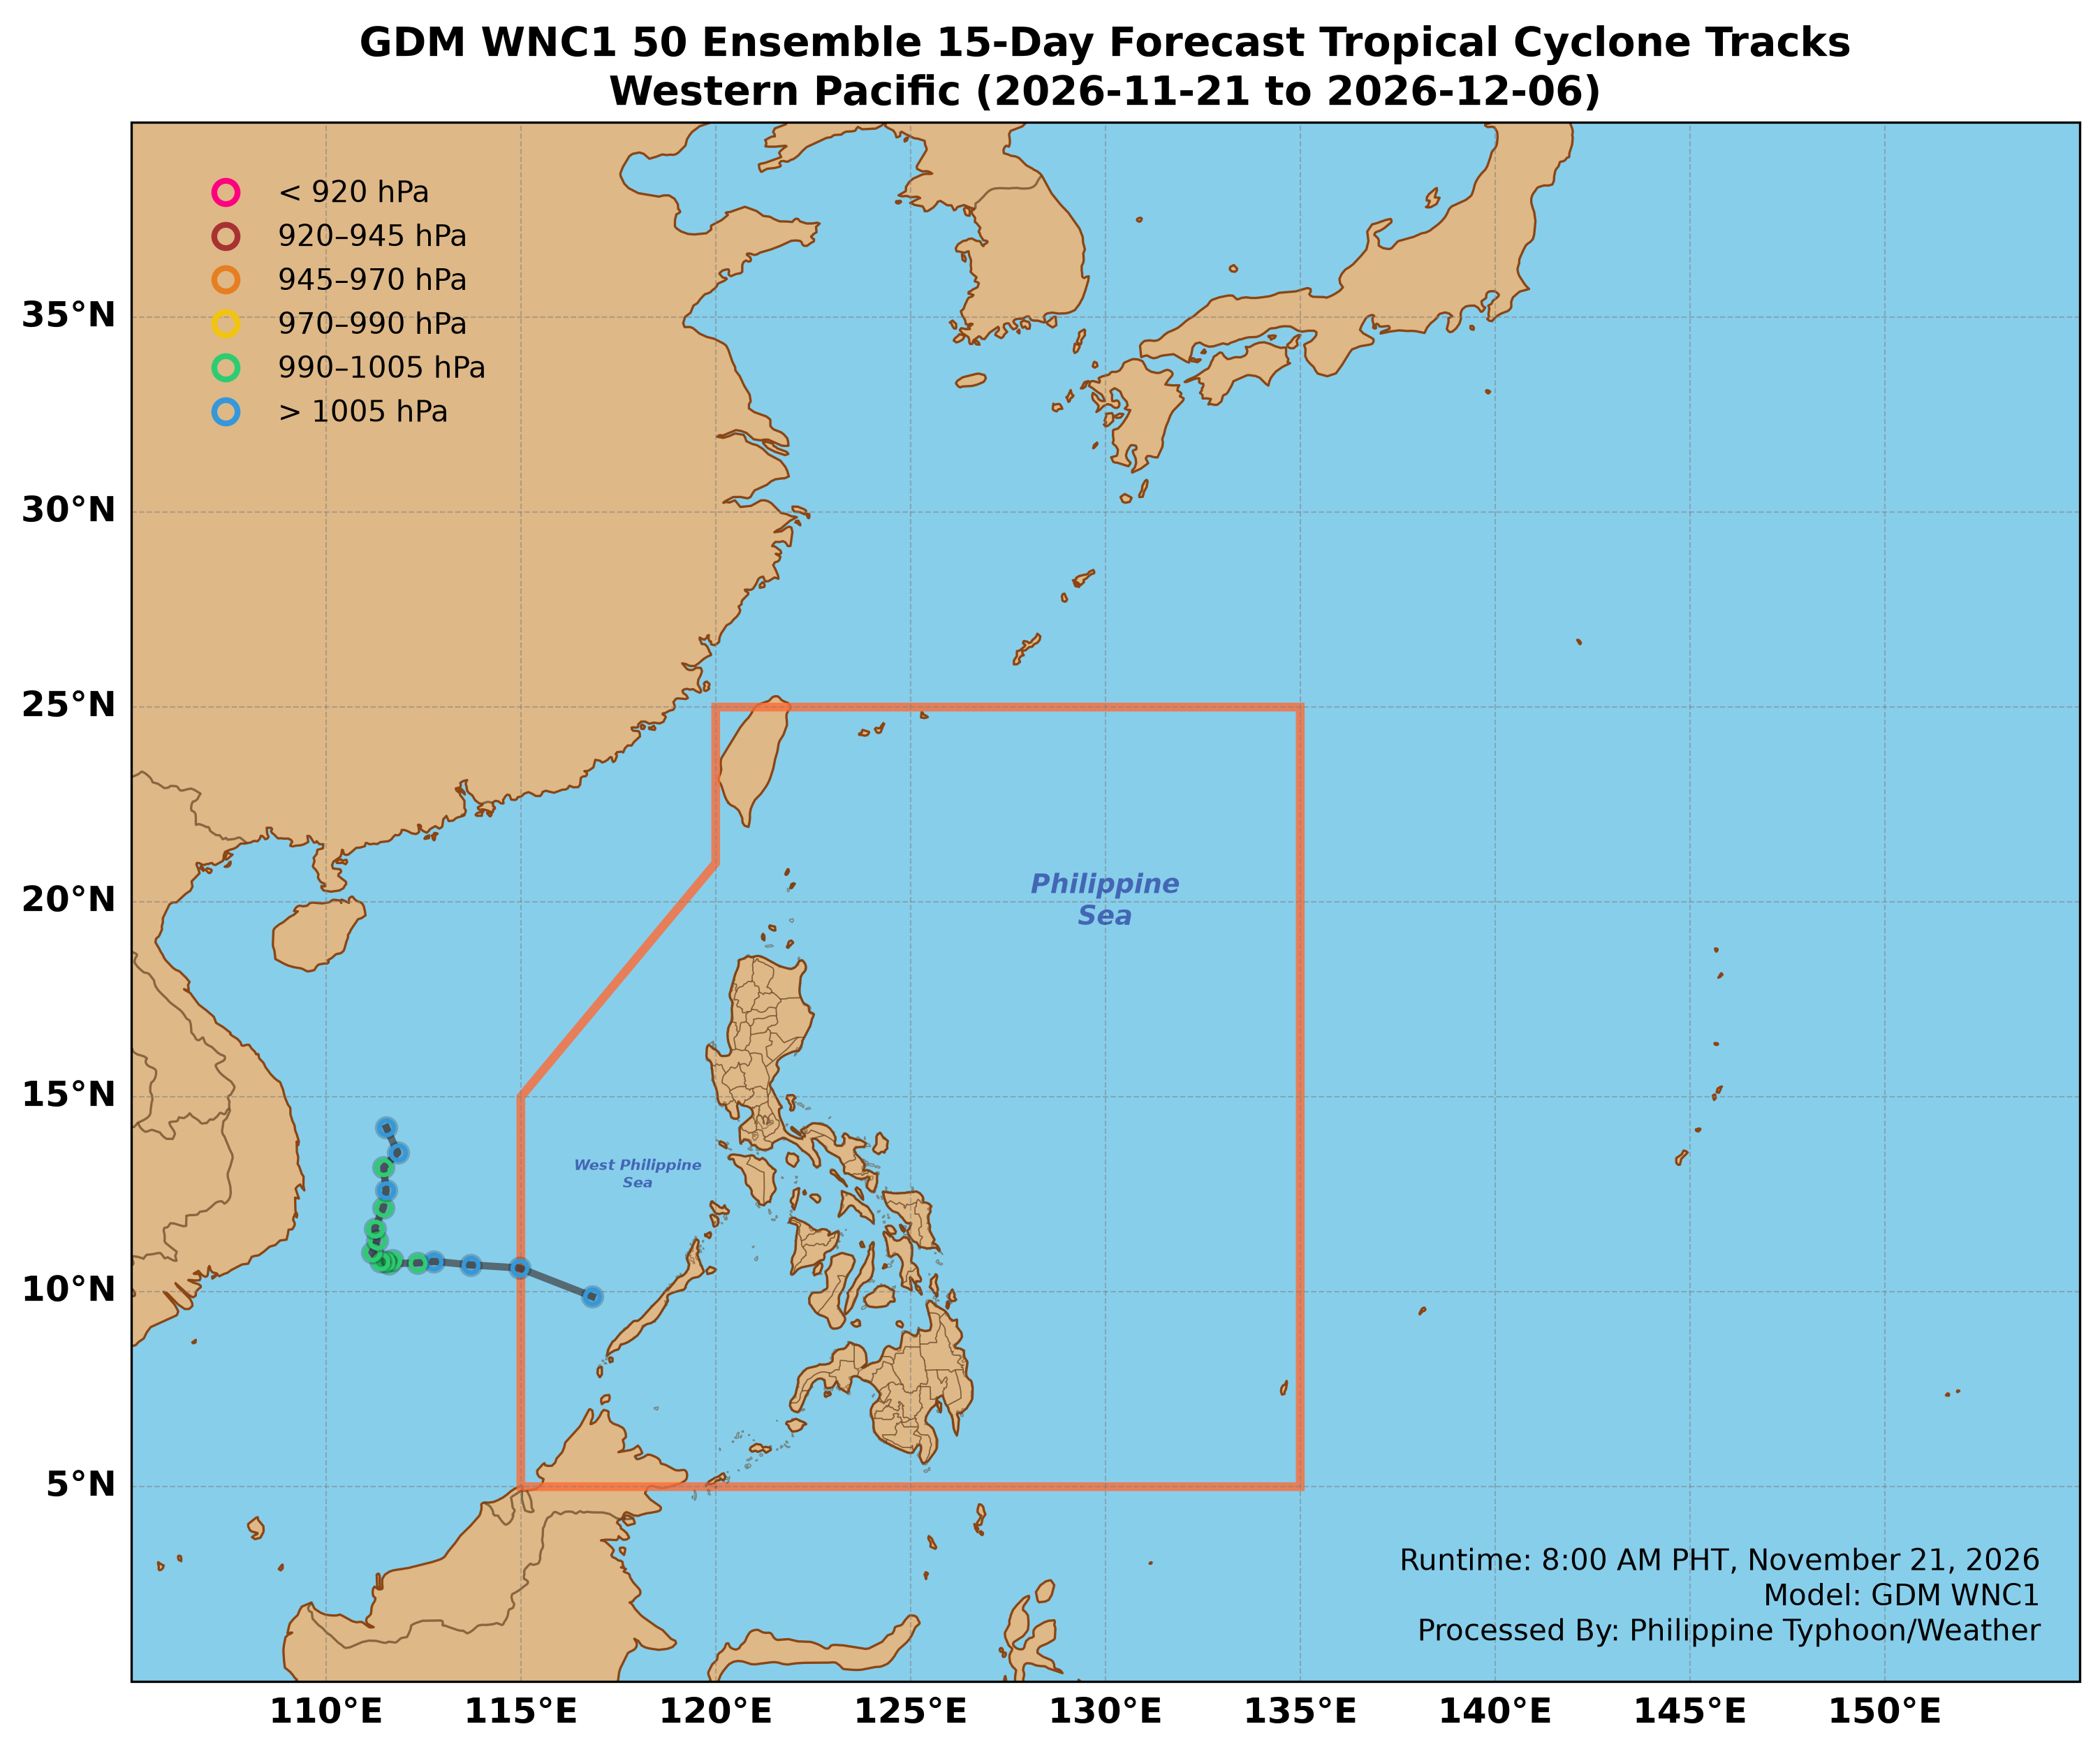 GDM WNC1 50 Ensemble 15-Day Forecast Tropical Cyclone Tracks
Western Pacific (2026-11-21 to 2026-12-06)
< 920 hPa
920–945 hPa
945–970 hPa
970–990 hPa
990–1005 hPa
> 1005 hPa
35°N
30°N
25°N
20°N
15°N
10°N
5°N
Philippine
Sea
West Philippine
Sea
Runtime: 8:00 AM PHT, November 21, 2026
Model: GDM WNC1
Processed By: Philippine Typhoon/Weather
110°E
115°E
120°E
125°E
130°E
135°E
140°E
145°E
150°E